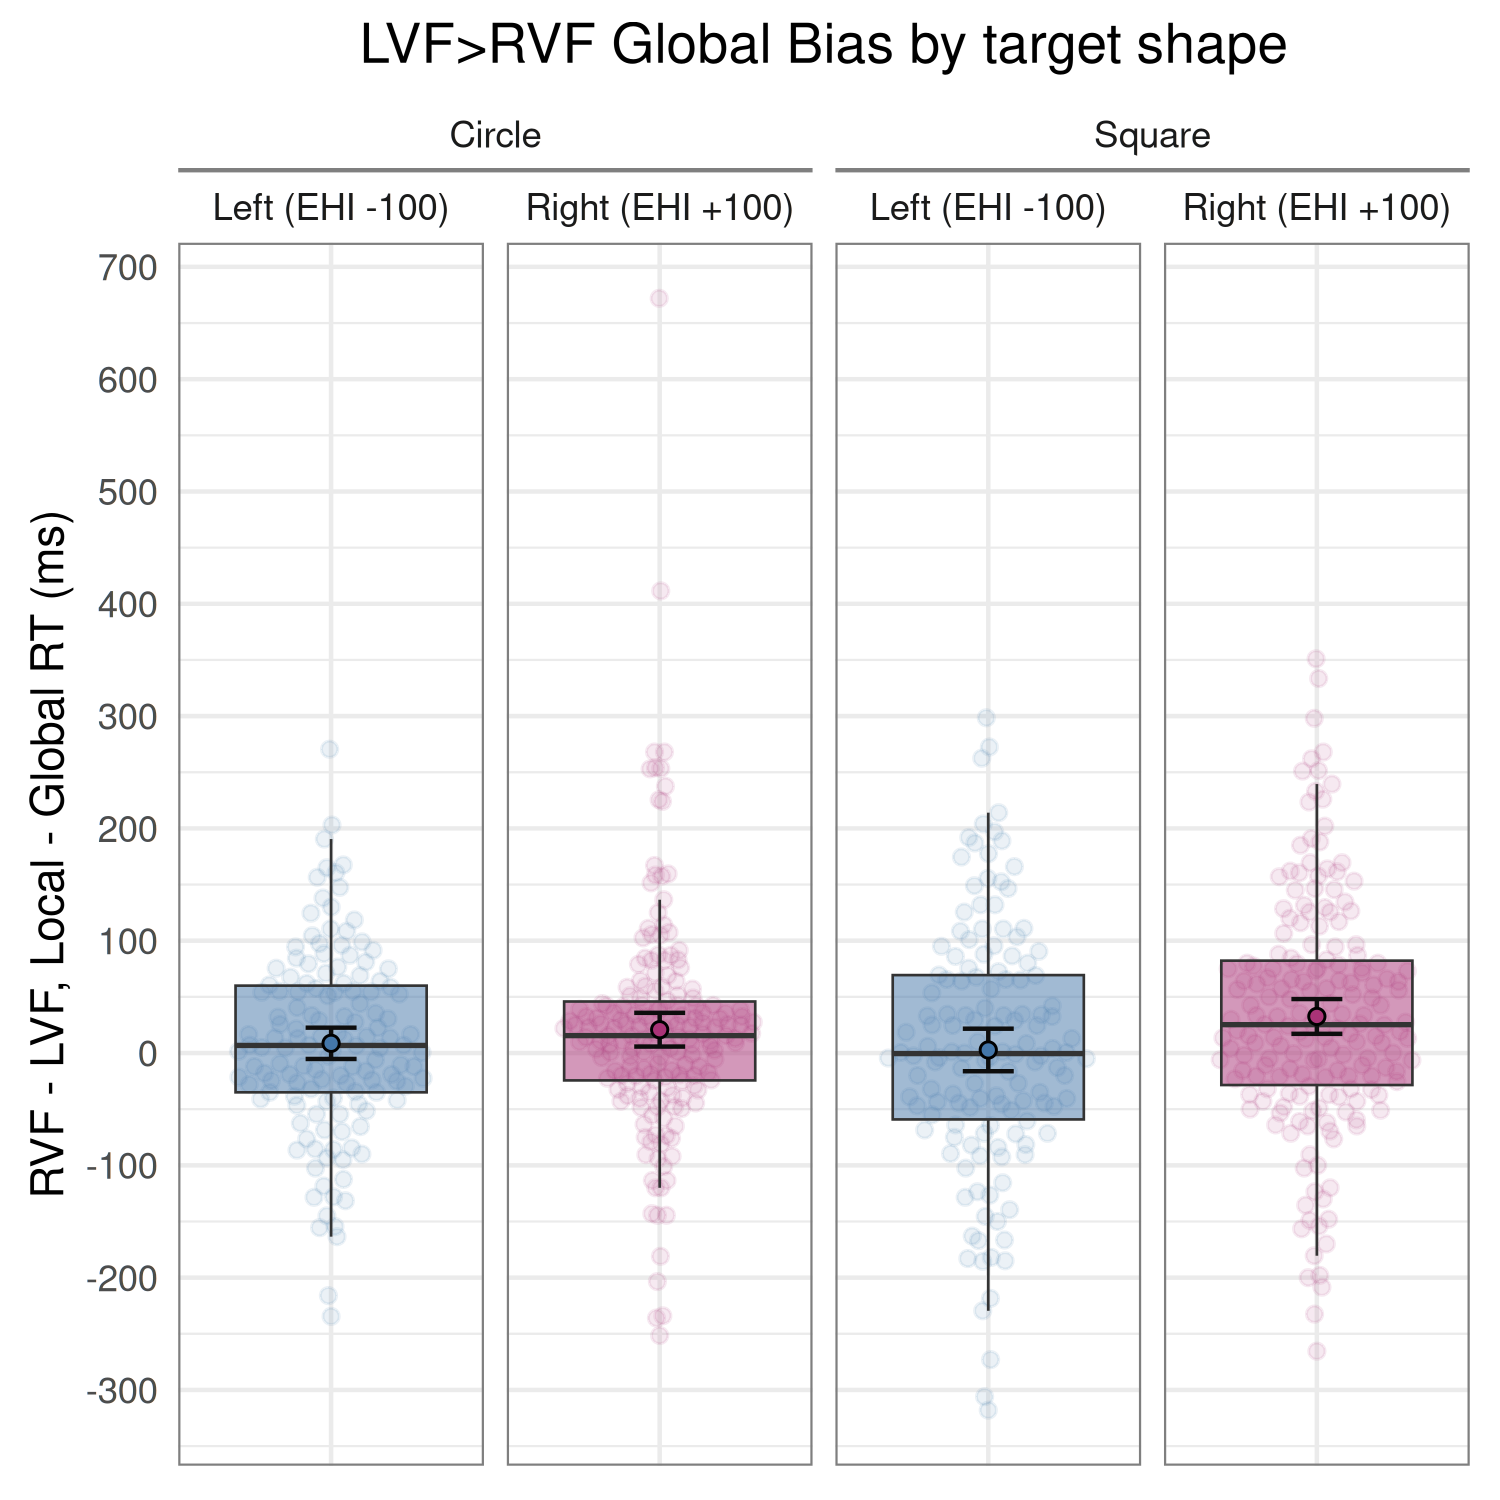 LVF>RVF Global Bias by target shape
Circle
Square
Left (EHI -100)
Right (EHI +100)
Left (EHI -100)
Right (EHI +100)
RVF - LVF, Local - Global RT (ms)
700
600
500
400
300
200
100
0
-100
-200
-300